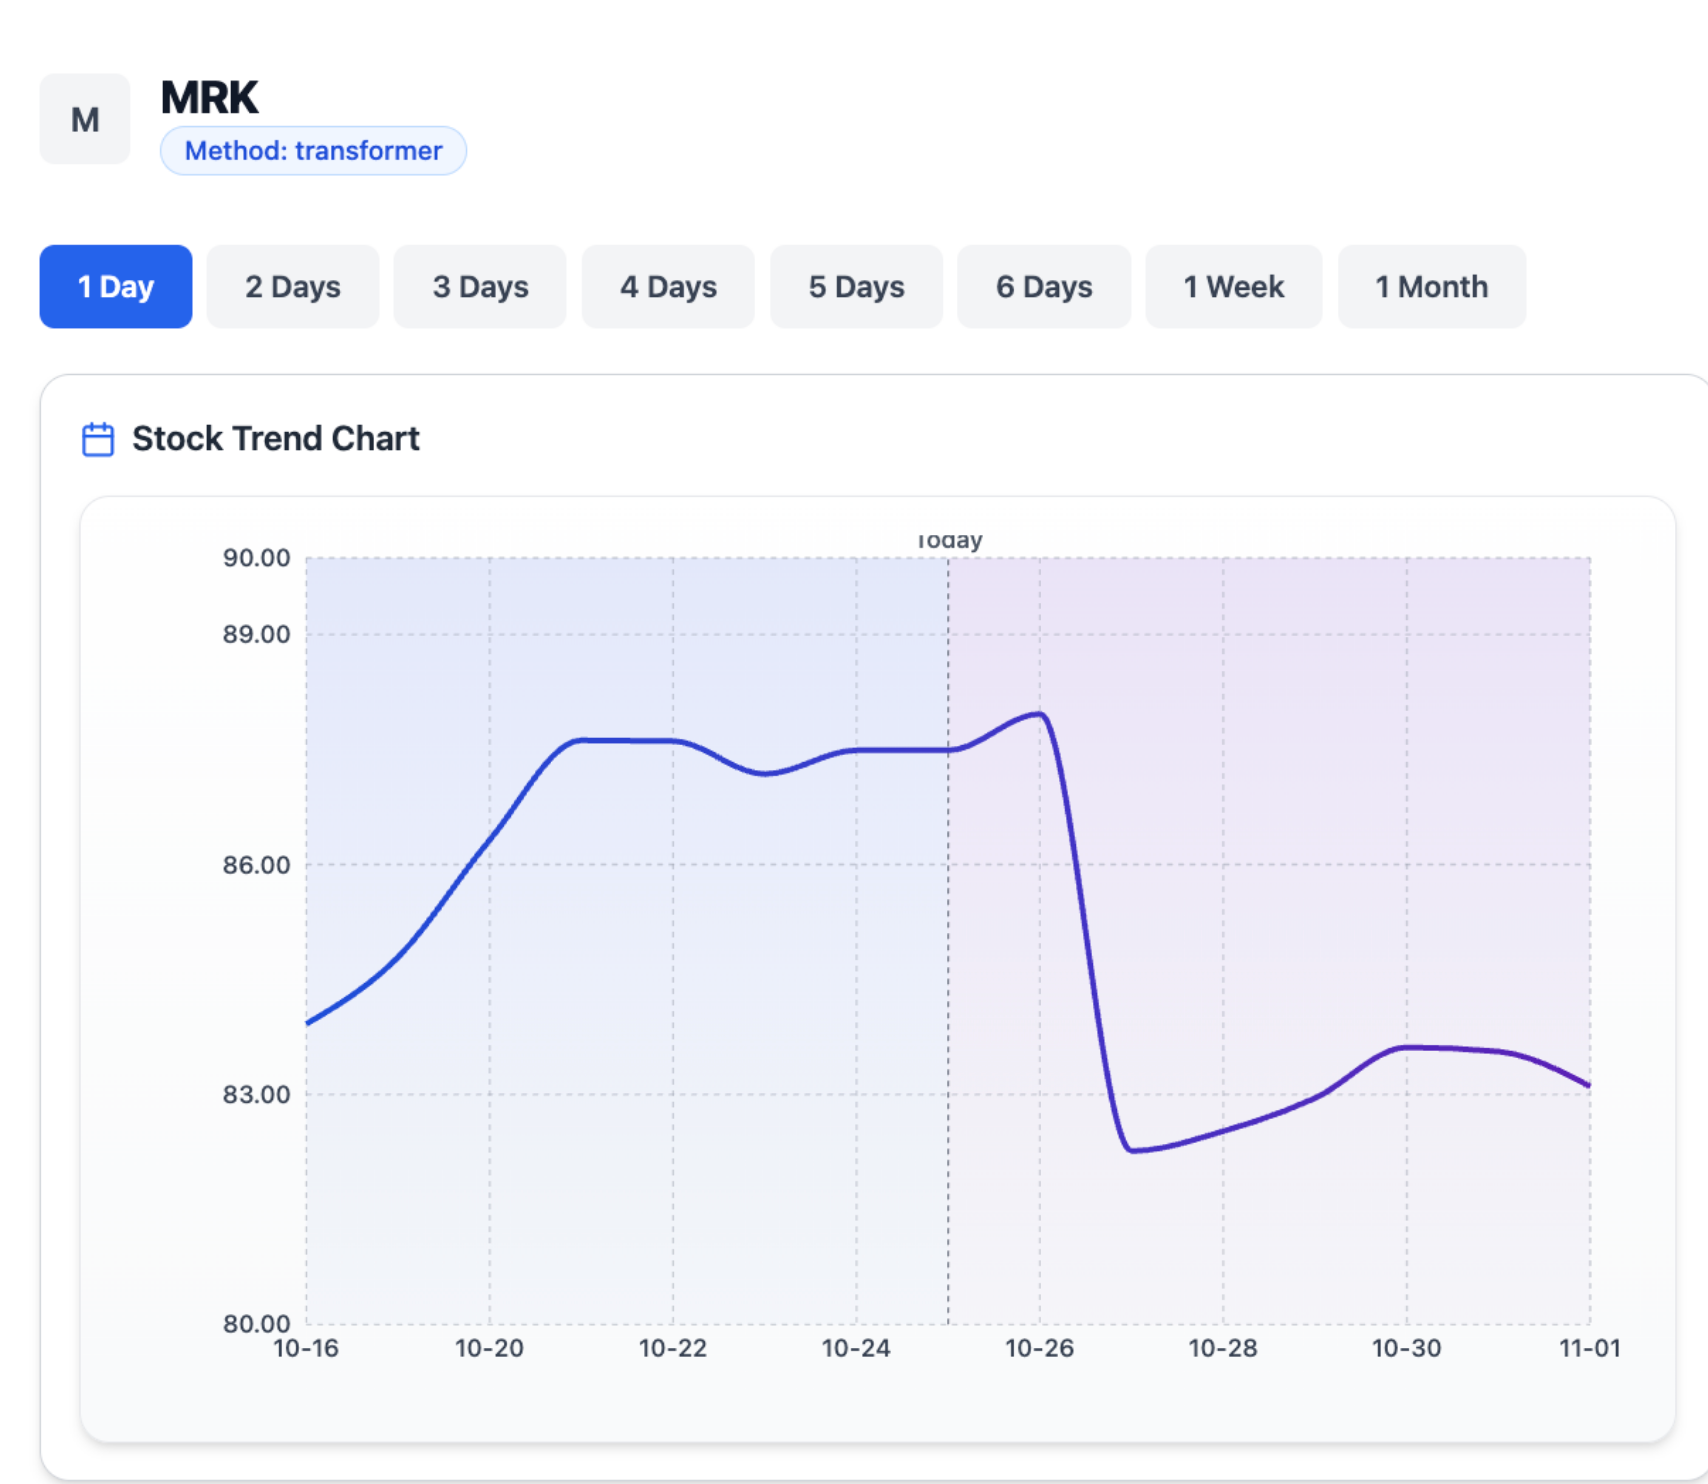 M
MRK
Method: transformer
1 Day
2 Days
3 Days
4 Days
5 Days
6 Days
1 Week
1 Month
Stock Trend Chart
Today
90.00
89.00
86.00
83.00
80.00
10-16
10-20
10-22
10-24
10-26
10-28
10-30
11-01